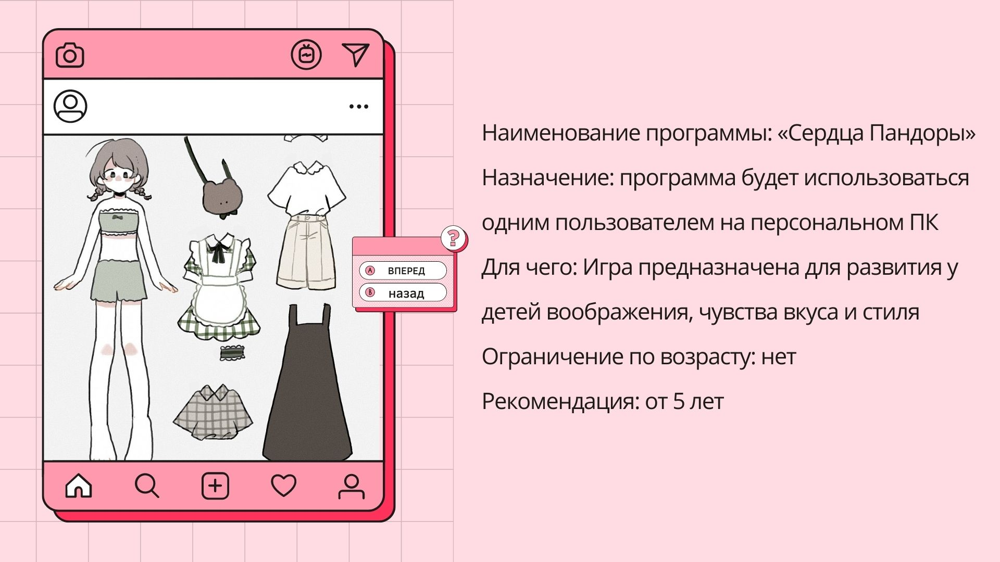 Наименование программы: «Сердца Пандоры»
Назначение: программа будет использоваться
одним пользователем на персональном ПК
Для чего: Игра предназначена для развития у
детей воображения, чувства вкуса и стиля
Ограничение по возрасту: нет
Рекомендация: от 5 лет
?
A ВПЕРЕД
B назад